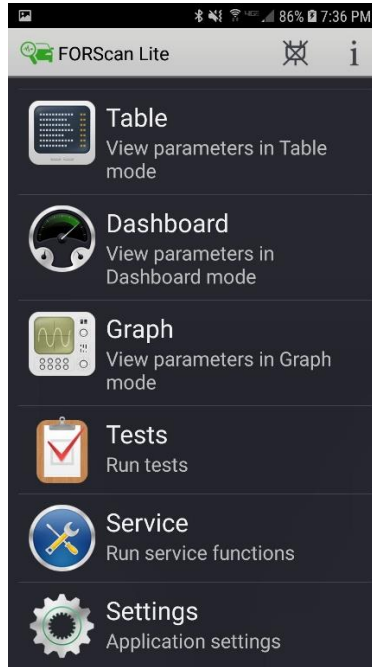 86% 7:36 PM
FORScan Lite i
Table
View parameters in Table
mode
Dashboard
View parameters in
Dashboard mode
Graph
View parameters in Graph
mode
Tests
Run tests
Service
Run service functions
Settings
Application settings